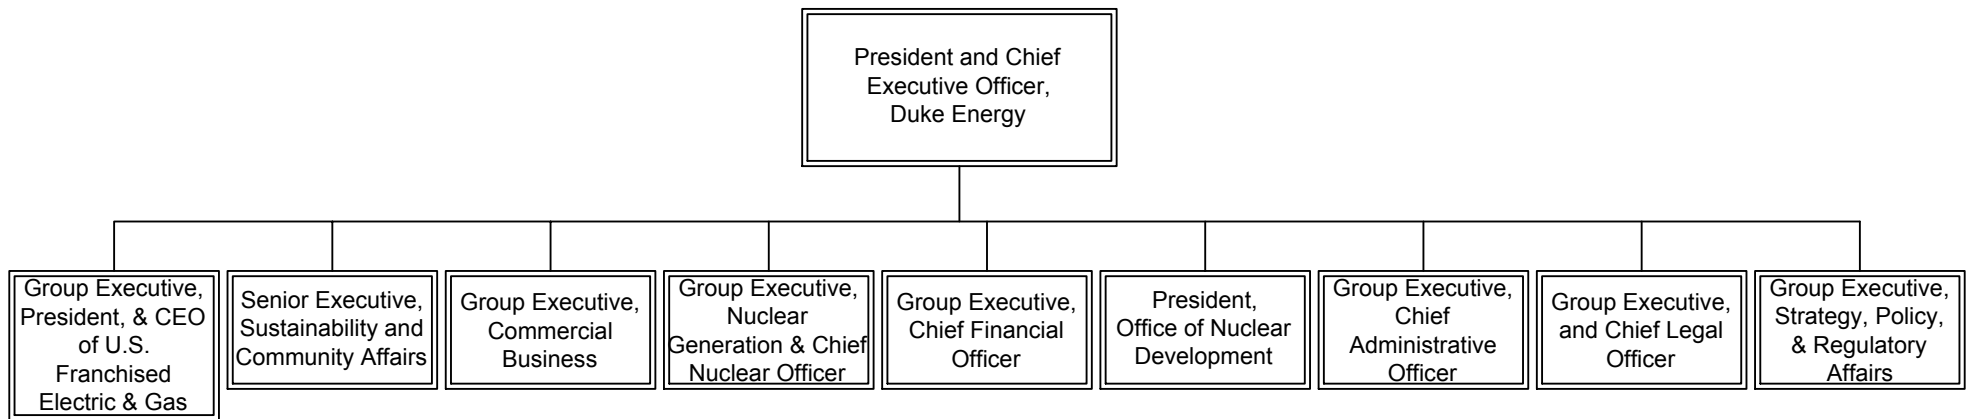 President and Chief
Executive Officer,
Duke Energy
Group Executive,
President, & CEO
of U.S.
Franchised
Electric & Gas
Senior Executive,
Sustainability and
Community Affairs
Group Executive,
Commercial
Business
Group Executive,
Nuclear
Generation & Chief
Nuclear Officer
Group Executive,
Chief Financial
Officer
President,
Office of Nuclear
Development
Group Executive,
Chief
Administrative
Officer
Group Executive,
and Chief Legal
Officer
Group Executive,
Strategy, Policy,
& Regulatory
Affairs